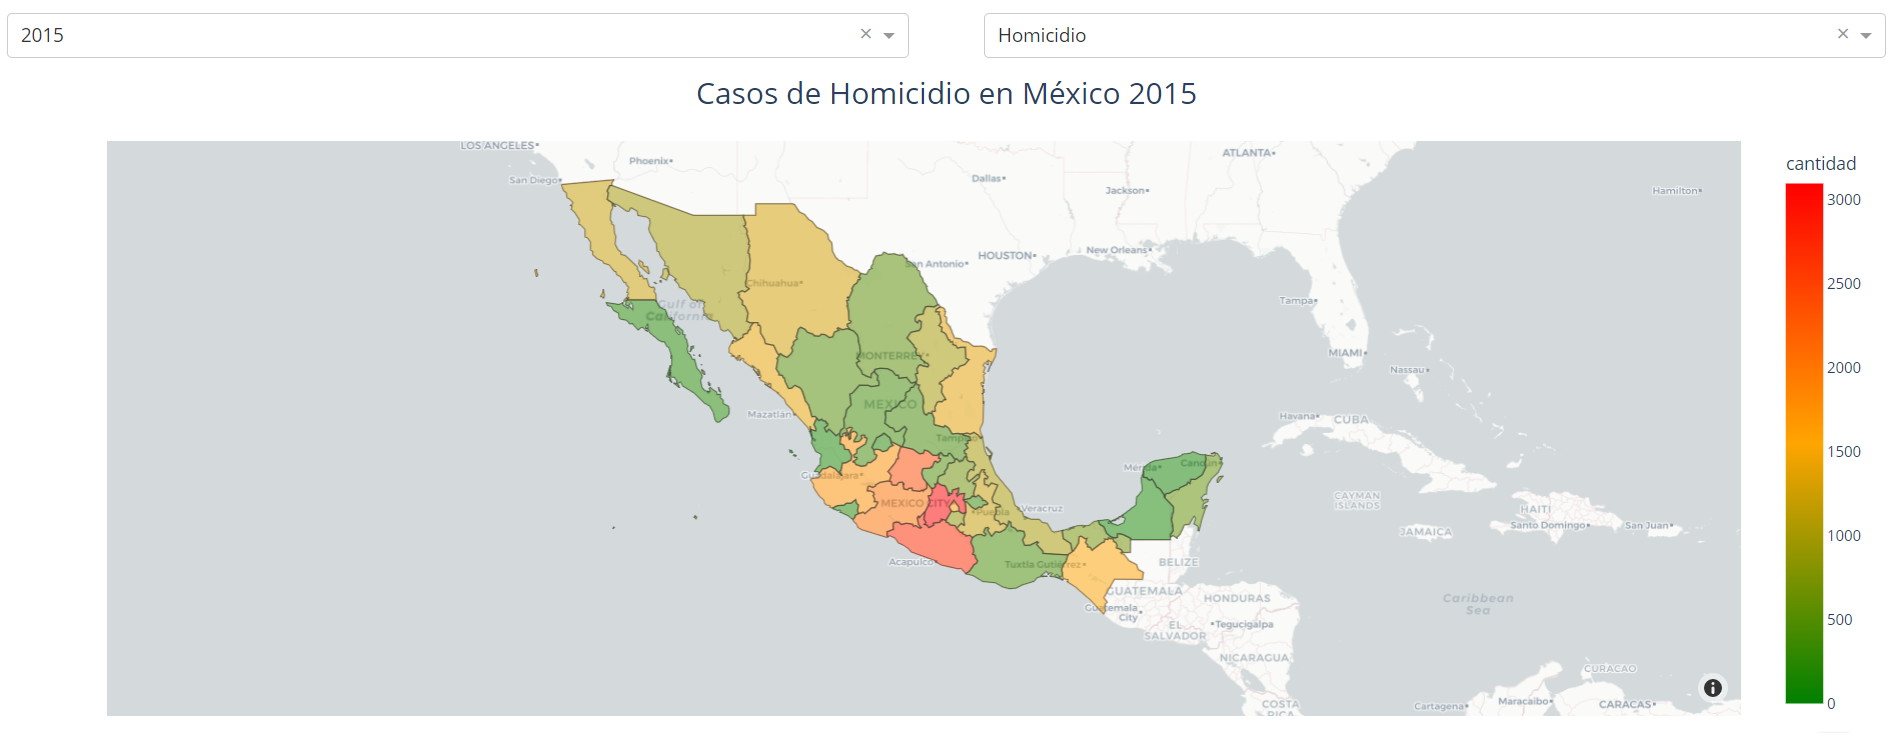 2015
Homicidio
Casos de Homicidio en México 2015
cantidad
3000
2500
2000
1500
1000
500
0
LOS ANGELES
Phoenix
San Diego
Dallas
ATLANTA
Jackson
Hamilton
New Orleans
San Antonio
HOUSTON
Chihuahua
Gulf of
California
Tampa
MONTERREY
MIAMI
Nassau
MEXICO
Mazatlán
Havana
CUBA
Tampico
Guadalajara
Merida
Cancún
MEXICO CITY
Puebla
Veracruz
CAYMAN
ISLANDS
HAITI
Santo Domingo
San Juan
JAMAICA
Acapulco
Tuxtla Gutiérrez
BELIZE
GUATEMALA
Guatemala
City
HONDURAS
Caribbean
Sea
EL
SALVADOR
Tegucigalpa
NICARAGUA
CURAÇAO
COSTA
RICA
Cartagena
Maracaibo
CARACAS